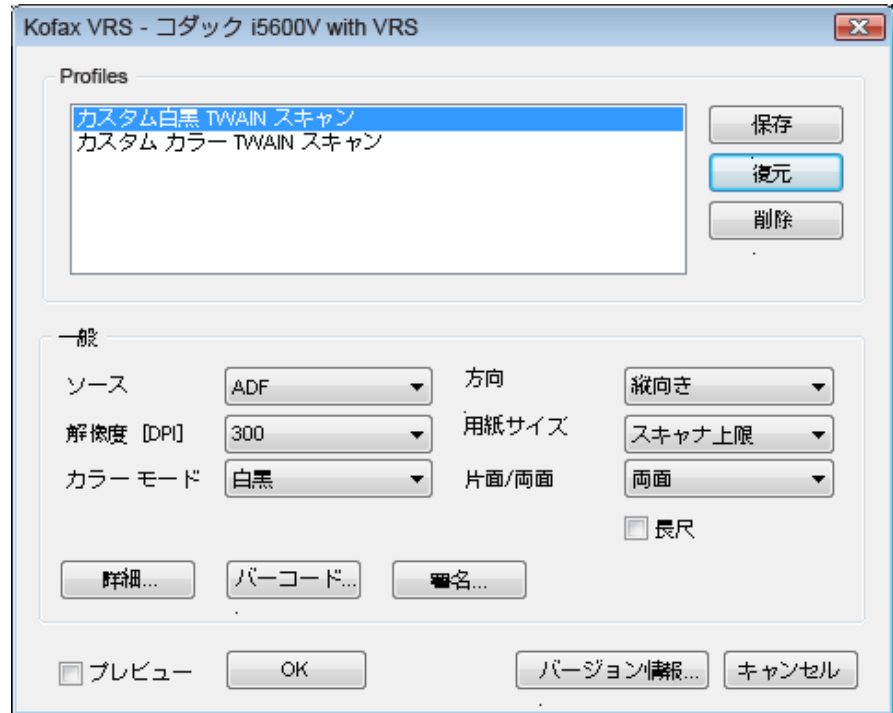 Kofax VRS - コダック i5600V with VRS
Profiles
カスタム白黒 TWAIN スキャン
カスタム カラー TWAIN スキャン
保存
復元
削除
一般
ソース
ADF
方向
縦向き
解像度 [DPI]
300
用紙サイズ
スキャナ上限
カラー モード
白黒
片面/両面
両面
長尺
詳細...
バーコード...
署名...
プレビュー
OK
バージョン情報...
キャンセル